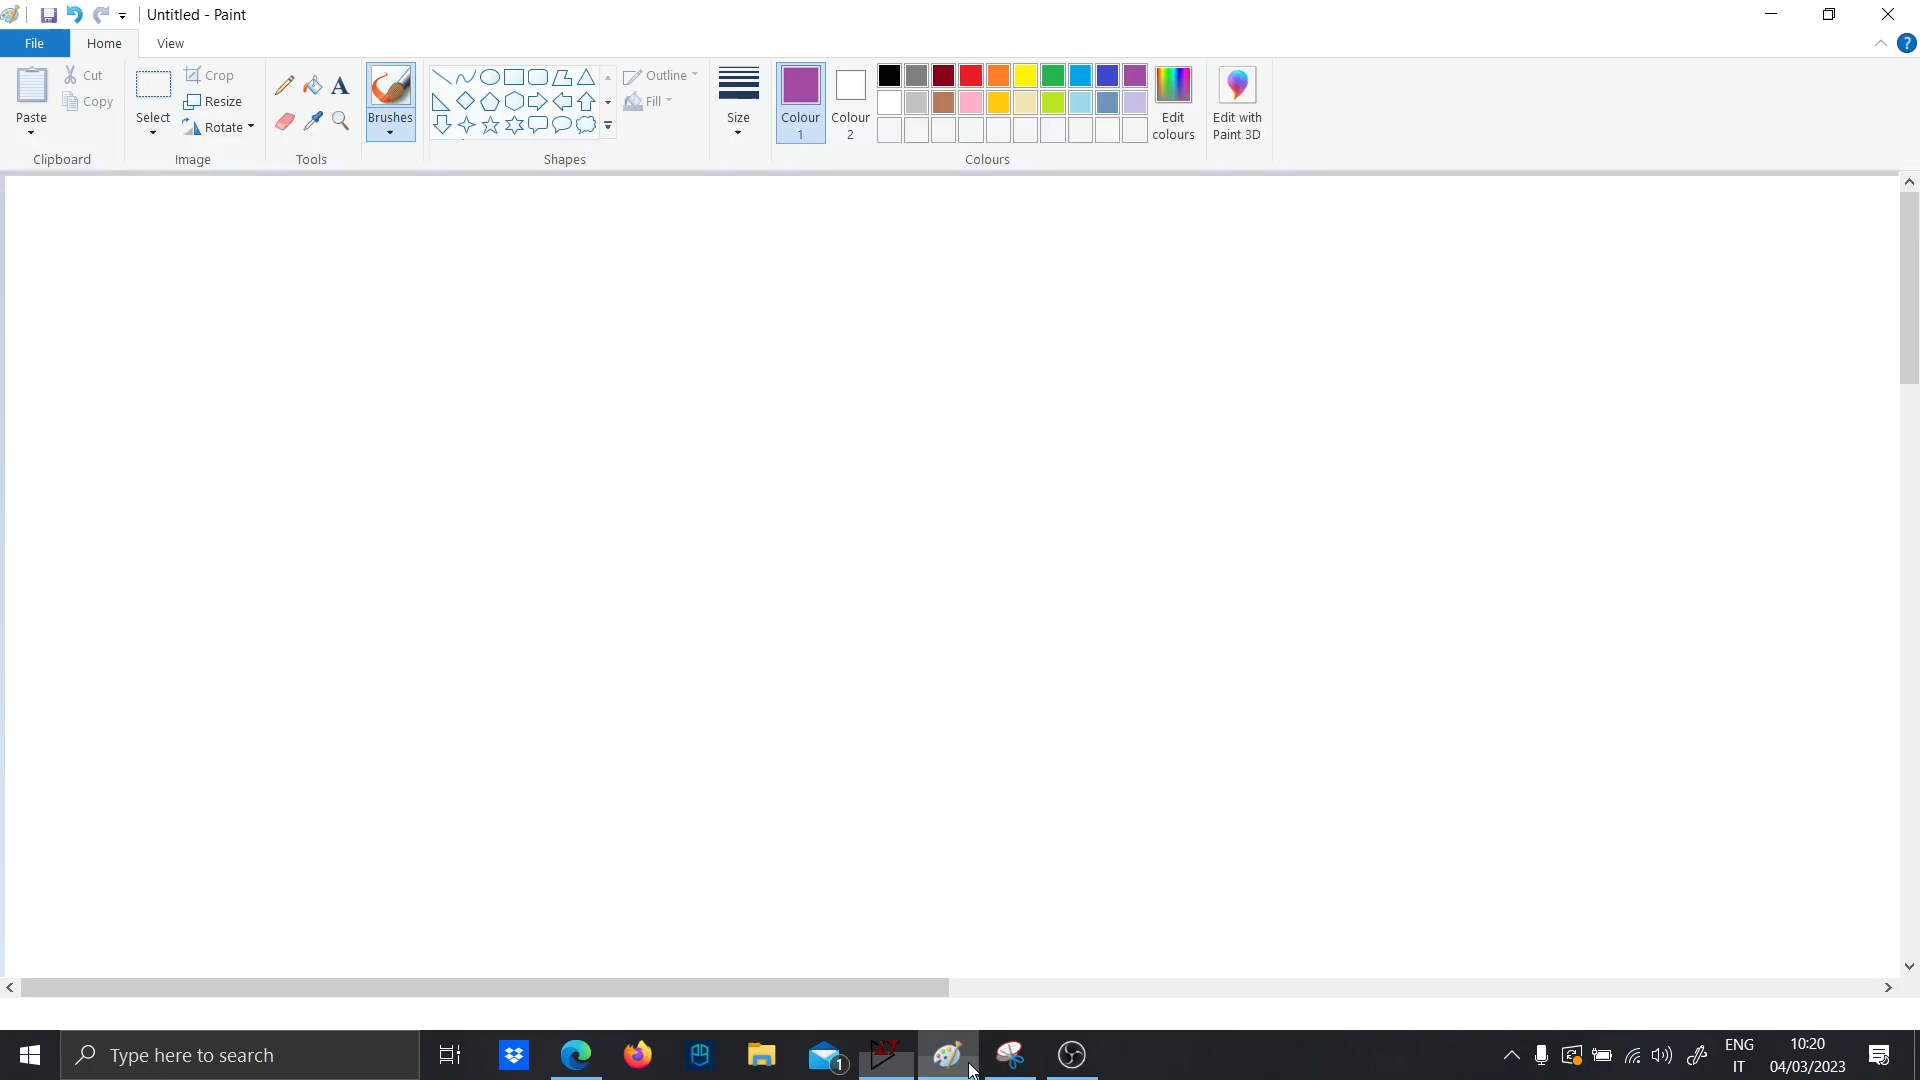 Untitled - Paint
File Home View
Paste Cut Copy Select Crop Resize Rotate Brushes Outline Fill Size Colour 1 Colour 2 Edit colours Edit with Paint 3D
Clipboard Image Tools Shapes Colours
Type here to search 1 ENG IT 10:20 04/03/2023